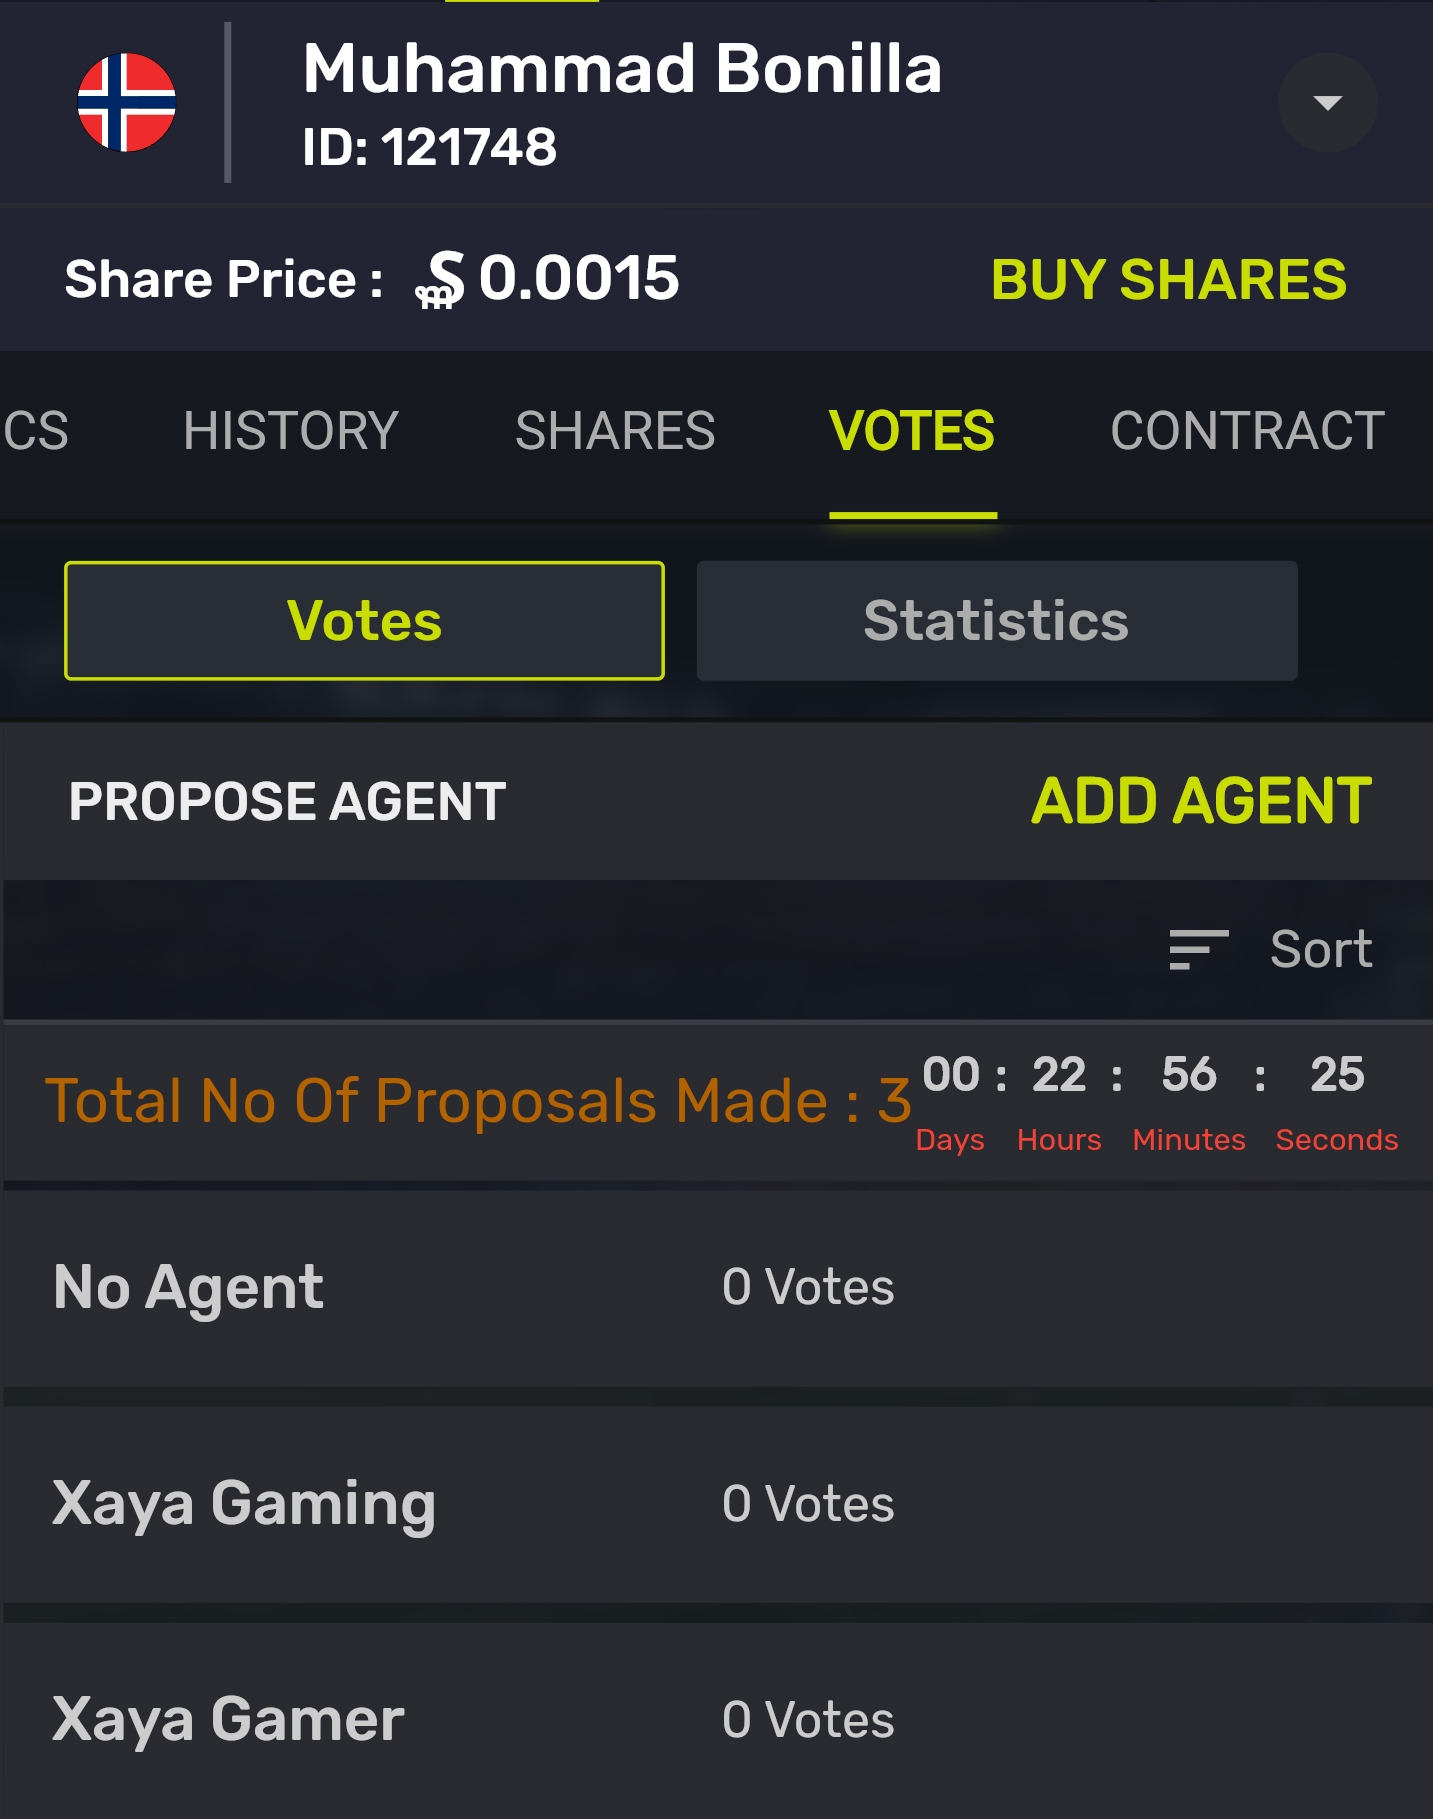 Muhammad Bonilla
ID: 121748
Share Price : $m 0.0015 BUY SHARES
CS HISTORY SHARES VOTES CONTRACT
Votes Statistics
PROPOSE AGENT ADD AGENT
Sort
Total No Of Proposals Made : 3 00 : 22 : 56 : 25
Days Hours Minutes Seconds
No Agent 0 Votes
Xaya Gaming 0 Votes
Xaya Gamer 0 Votes